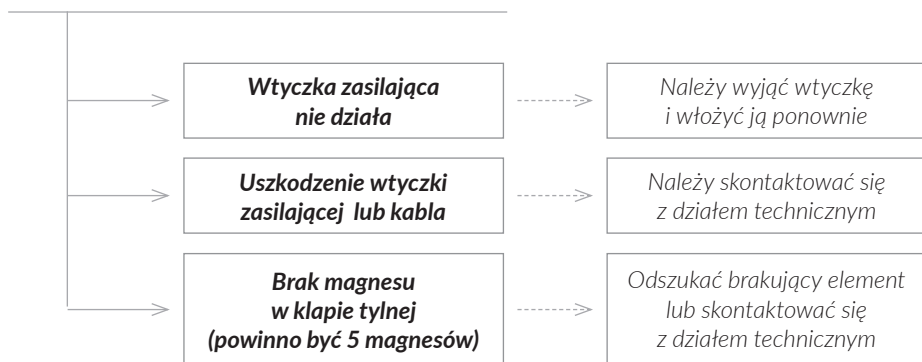 Wtyczka zasilająca
nie działa
Należy wyjąć wtyczkę
i włożyć ją ponownie
Uszkodzenie wtyczki
zasilającej lub kabla
Należy skontaktować się
z działem technicznym
Brak magnesu
w klapie tylnej
(powinno być 5 magnesów)
Odszukać brakujący element
lub skontaktować się
z działem technicznym